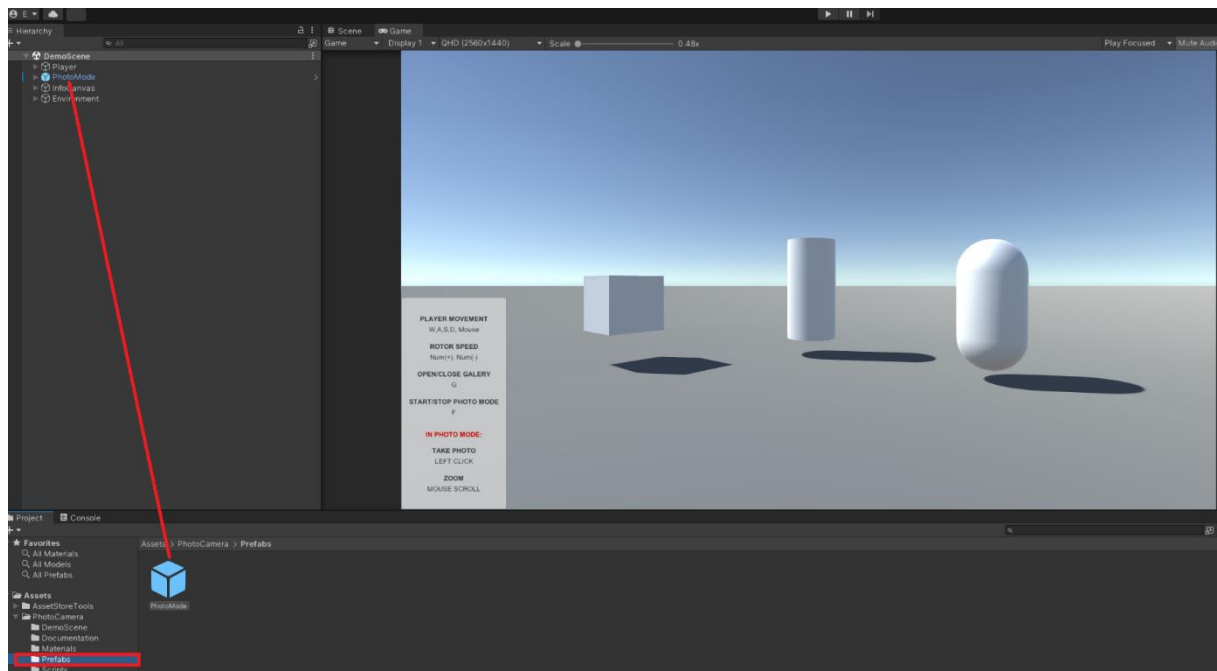 E
Hierarchy
All
DemoScene
Player
PhotoMode
InfoCanvas
Environment
Scene
Game
Game
Display 1
QHD (2560x1440)
Scale
0.48x
Play Focused
Mute Audi
PLAYER MOVEMENT
W,A,S,D, Mouse
ROTOR SPEED
Num(+), Num(-)
OPEN/CLOSE GALERY
G
START/STOP PHOTO MODE
F
IN PHOTO MODE:
TAKE PHOTO
LEFT CLICK
ZOOM
MOUSE SCROLL
Project
Console
Favorites
All Materials
All Models
All Prefabs
Assets
AssetStoreTools
PhotoCamera
DemoScene
Documentation
Materials
Prefabs
Scripts
Assets > PhotoCamera > Prefabs
PhotoMode